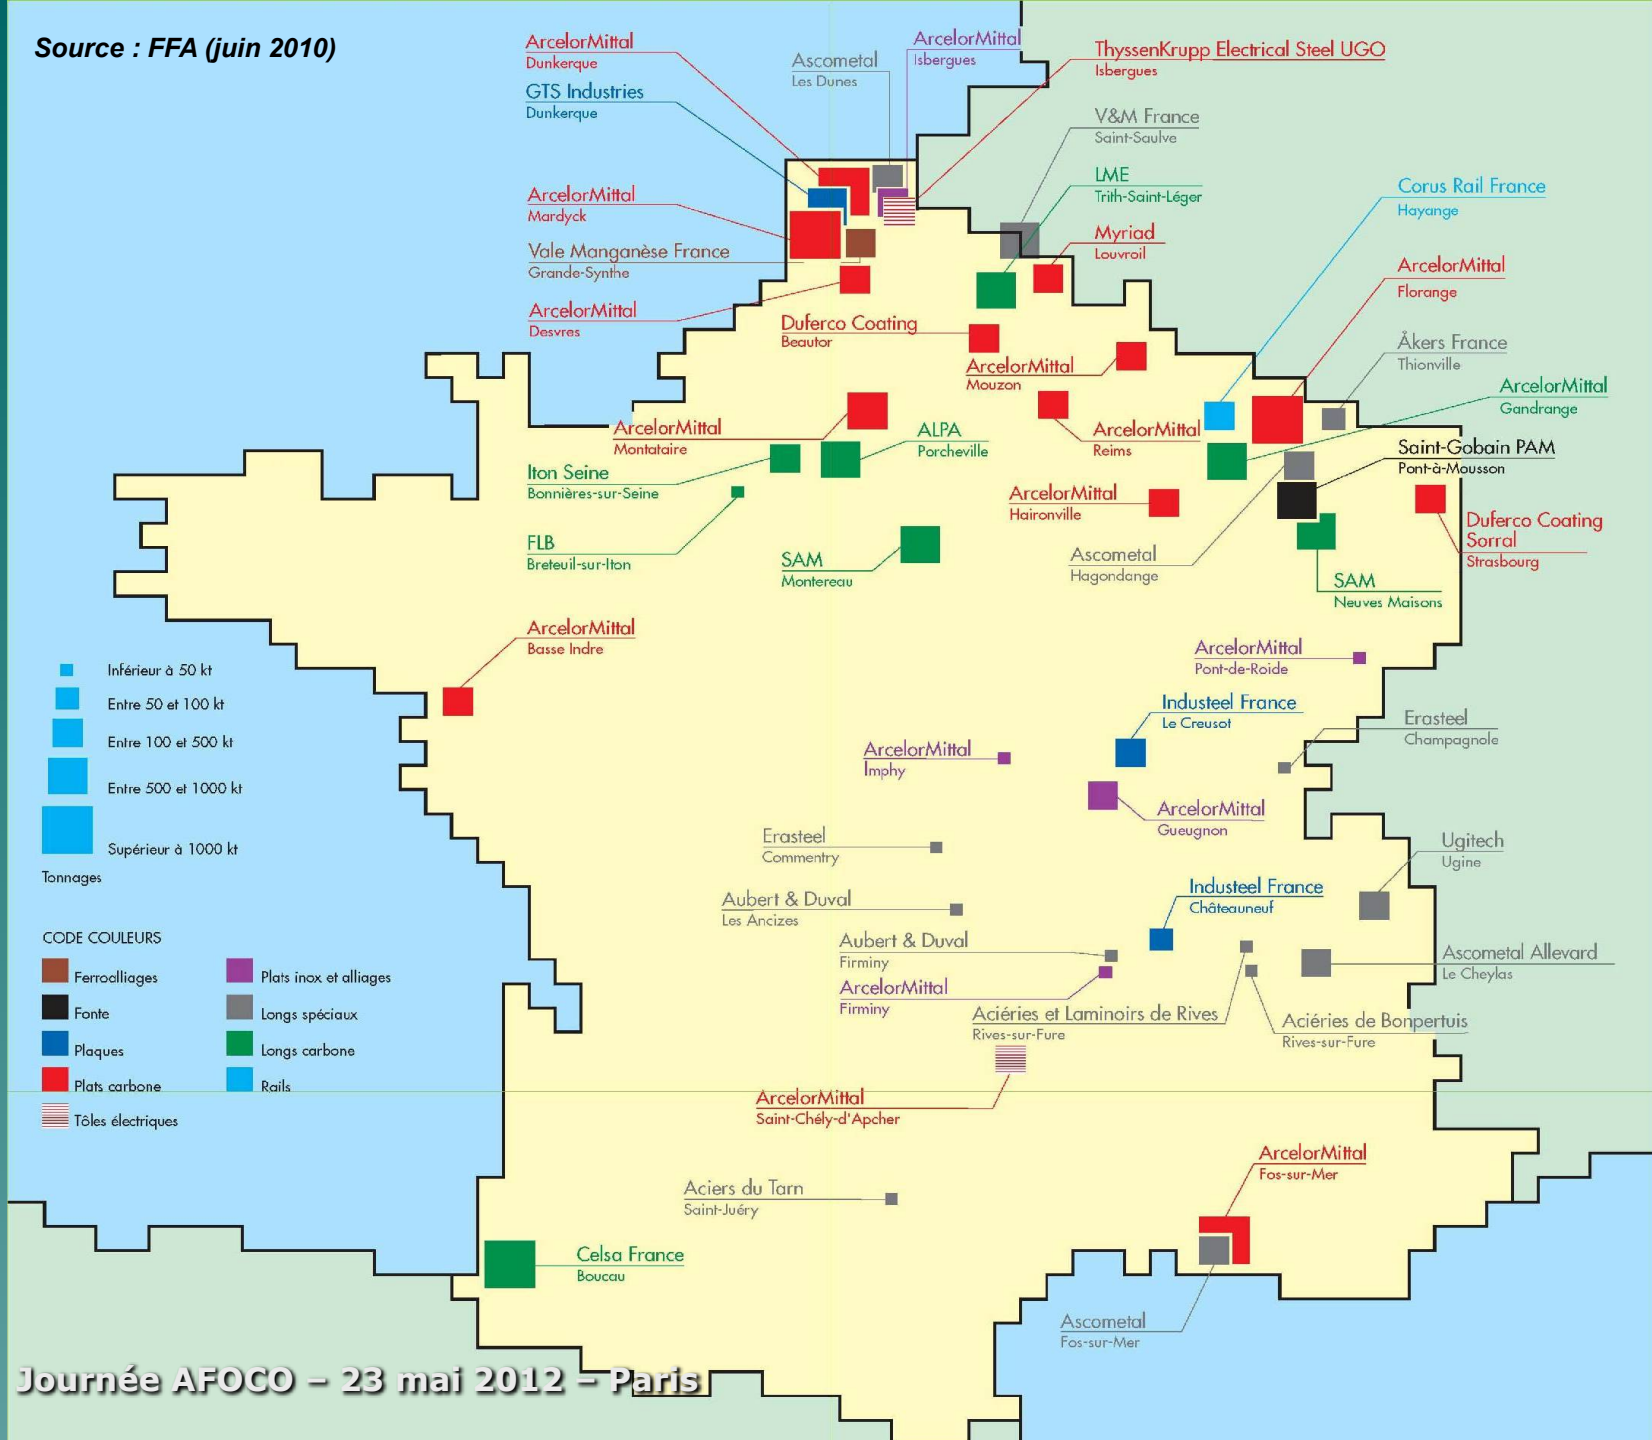 Source : FFA (juin 2010)
ArcelorMittal
Dunkerque
GTS Industries
Dunkerque
Ascometal
Les Dunes
ArcelorMittal
Isbergues
ThyssenKrupp Electrical Steel UGO
Isbergues
V&M France
Saint-Saulve
LME
Trith-Saint-Léger
Corus Rail France
Hayange
ArcelorMittal
Mardyck
Vale Manganèse France
Grande-Synthe
Myriad
Louvroil
ArcelorMittal
Florange
ArcelorMittal
Desvres
Duferco Coating
Beautor
Åkers France
Thionville
ArcelorMittal
Mouzon
ArcelorMittal
Gandrange
ArcelorMittal
Montataire
ALPA
Porcheville
ArcelorMittal
Reims
Saint-Gobain PAM
Pont-à-Mousson
Iton Seine
Bonnières-sur-Seine
ArcelorMittal
Haironville
Duferco Coating
Sorral
Strasbourg
FLB
Breteuil-sur-Iton
SAM
Montereau
Ascometal
Hagondange
SAM
Neuves Maisons
ArcelorMittal
Basse Indre
ArcelorMittal
Pont-de-Roide
Industeel France
Le Creusot
Erasteel
Champagnole
ArcelorMittal
Imphy
ArcelorMittal
Gueugnon
Erasteel
Commentry
Ugitech
Ugine
Aubert & Duval
Les Ancizes
Industeel France
Châteauneuf
Aubert & Duval
Firminy
Ascometal Allevard
Le Cheylas
ArcelorMittal
Firminy
Aciéries et Laminoirs de Rives
Rives-sur-Fure
Aciéries de Bonpertuis
Rives-sur-Fure
ArcelorMittal
Saint-Chély-d'Apcher
ArcelorMittal
Fos-sur-Mer
Aciers du Tarn
Saint-Juéry
Celsa France
Boucau
Ascometal
Fos-sur-Mer
Inférieur à 50 kt
Entre 50 et 100 kt
Entre 100 et 500 kt
Entre 500 et 1000 kt
Supérieur à 1000 kt
Tonnages
CODE COULEURS
Ferroalliages
Fonte
Plaques
Plats carbone
Tôles électriques
Plats inox et alliages
Longs spéciaux
Longs carbone
Rails
Journée AFOCO – 23 mai 2012 – Paris